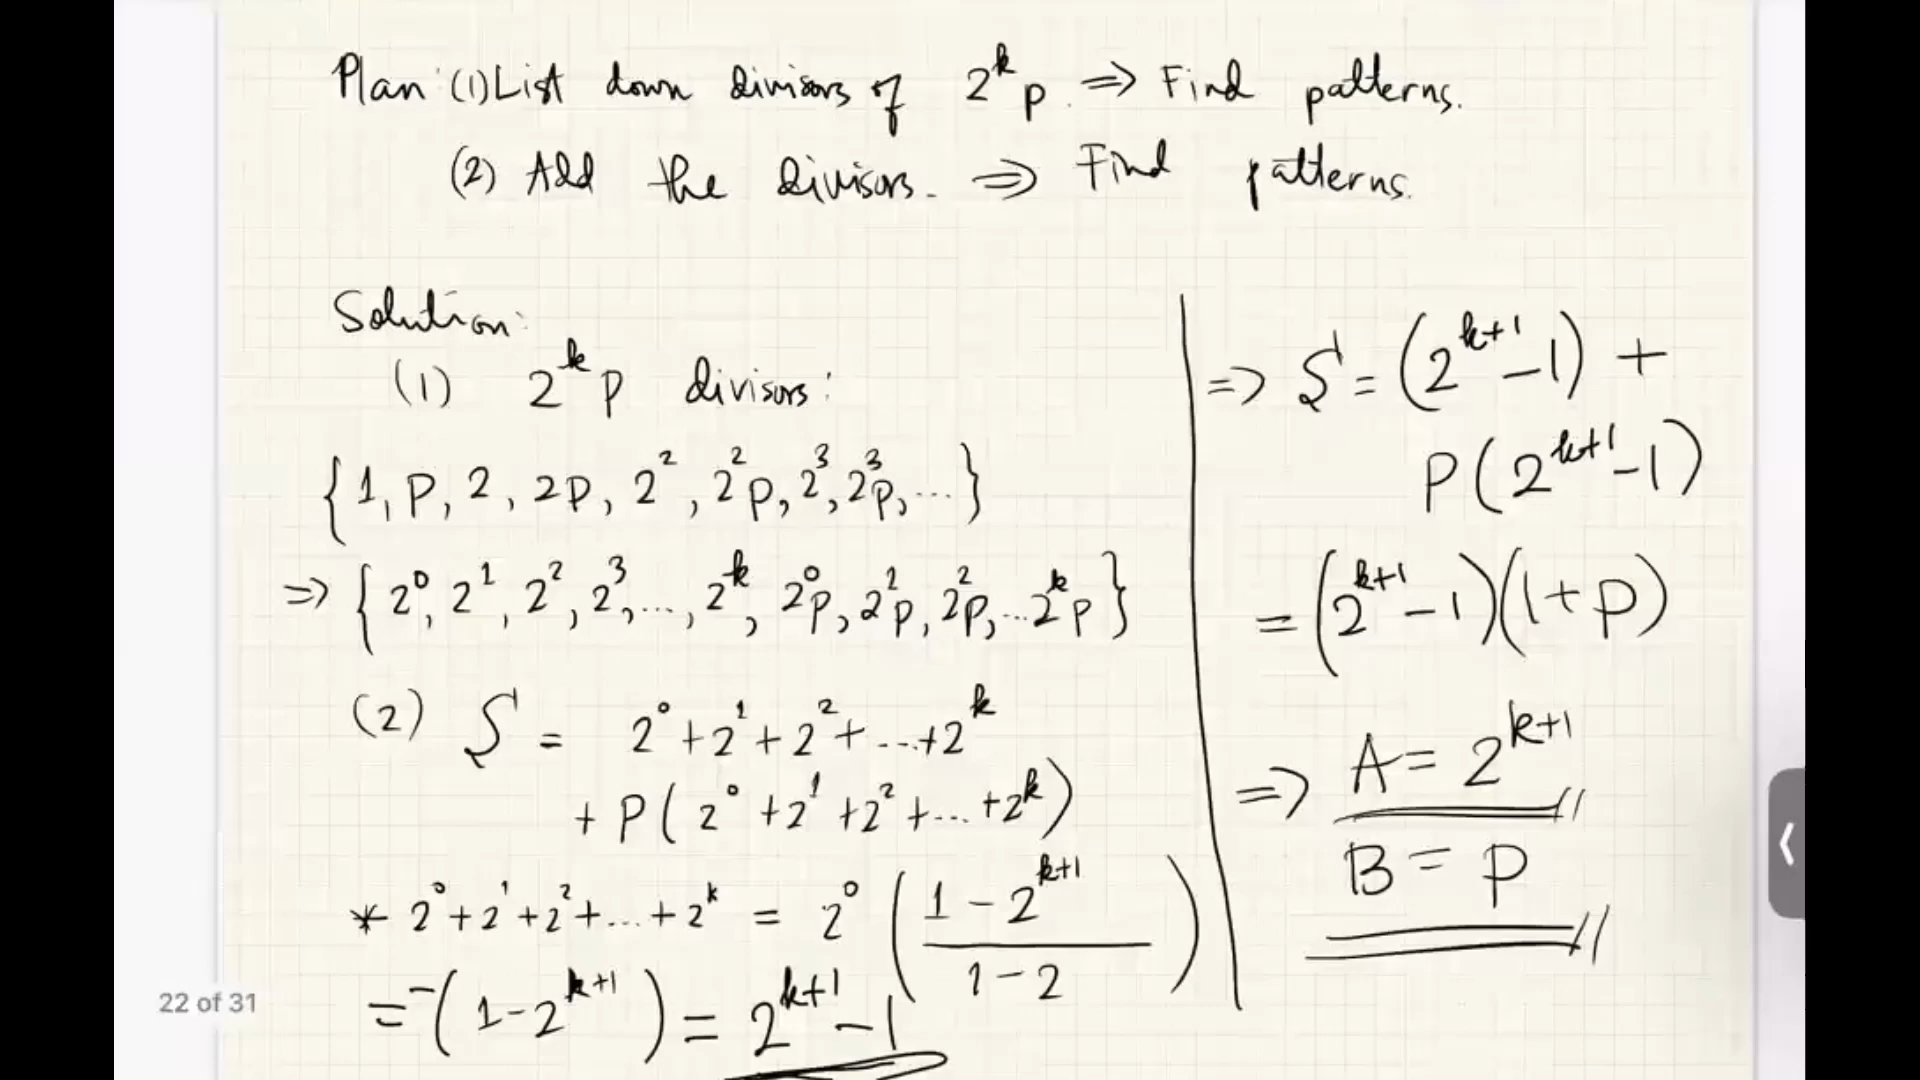 Plan: (1) List down divisors of 2^k p. ⇒ Find patterns.
(2) Add the divisors. ⇒ Find patterns.
Solution:
(1) 2^k p divisors:
{1, p, 2, 2p, 2^2, 2^2 p, 2^3, 2^3 p, ...}
⇒ {2^0, 2^1, 2^2, 2^3, ..., 2^k, 2^0 p, 2^1 p, 2^2 p, ... 2^k p}
(2) S = 2^0 + 2^1 + 2^2 + ... + 2^k
+ P(2^0 + 2^1 + 2^2 + ... + 2^k)
* 2^0 + 2^1 + 2^2 + ... + 2^k = 2^0 ((1 - 2^{k+1}) / (1 - 2))
= -(1 - 2^{k+1}) = 2^{k+1} - 1
⇒ S = (2^{k+1} - 1) +
P(2^{k+1} - 1)
= (2^{k+1} - 1)(1 + p)
⇒ A = 2^{k+1}
B = p
22 of 31